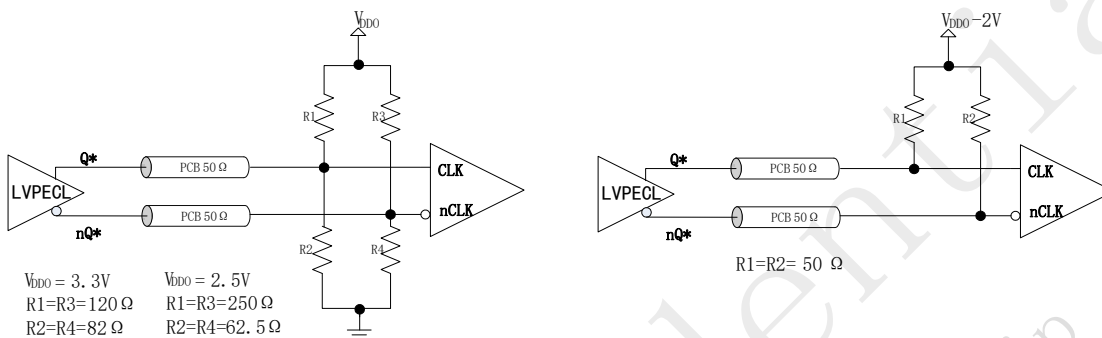 VDDO
R1
R3
Q*
PCB 50 Ω
CLK
LVPECL
PCB 50 Ω
nCLK
nQ*
R2
R4
VDDO = 3.3V
R1=R3=120 Ω
R2=R4=82 Ω
VDDO = 2.5V
R1=R3=250 Ω
R2=R4=62.5 Ω
VDDO-2V
R1
R2
Q*
PCB 50 Ω
CLK
LVPECL
PCB 50 Ω
nCLK
nQ*
R1=R2= 50 Ω